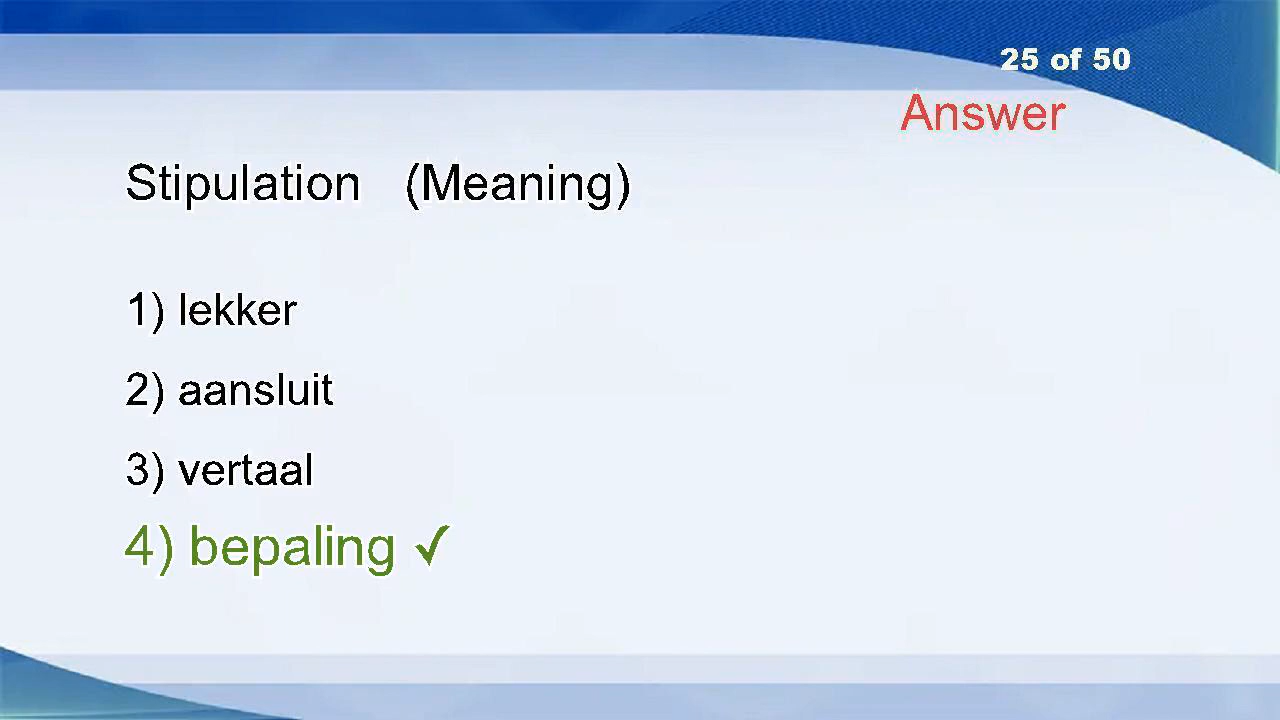 25 of 50
Answer
Stipulation (Meaning)
1) lekker
2) aansluit
3) vertaal
4) bepaling ✓